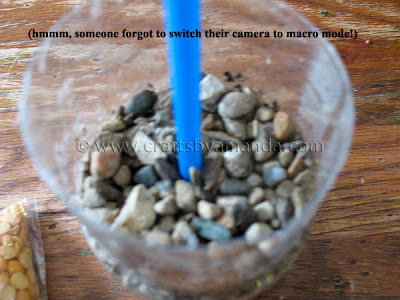 (hmmm, someone forgot to switch their camera to macro mode!)
© www.craftsbyamanda.com ©